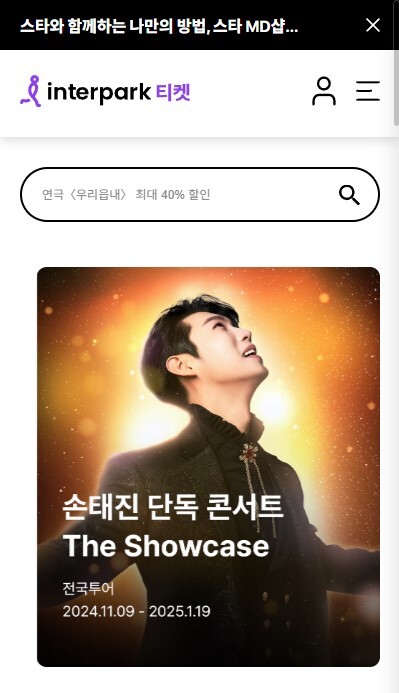 스타와 함께하는 나만의 방법, 스타 MD샵...
interpark 티켓
연극〈우리읍내〉 최대 40% 할인
손태진 단독 콘서트
The Showcase
전국투어
2024.11.09 - 2025.1.19